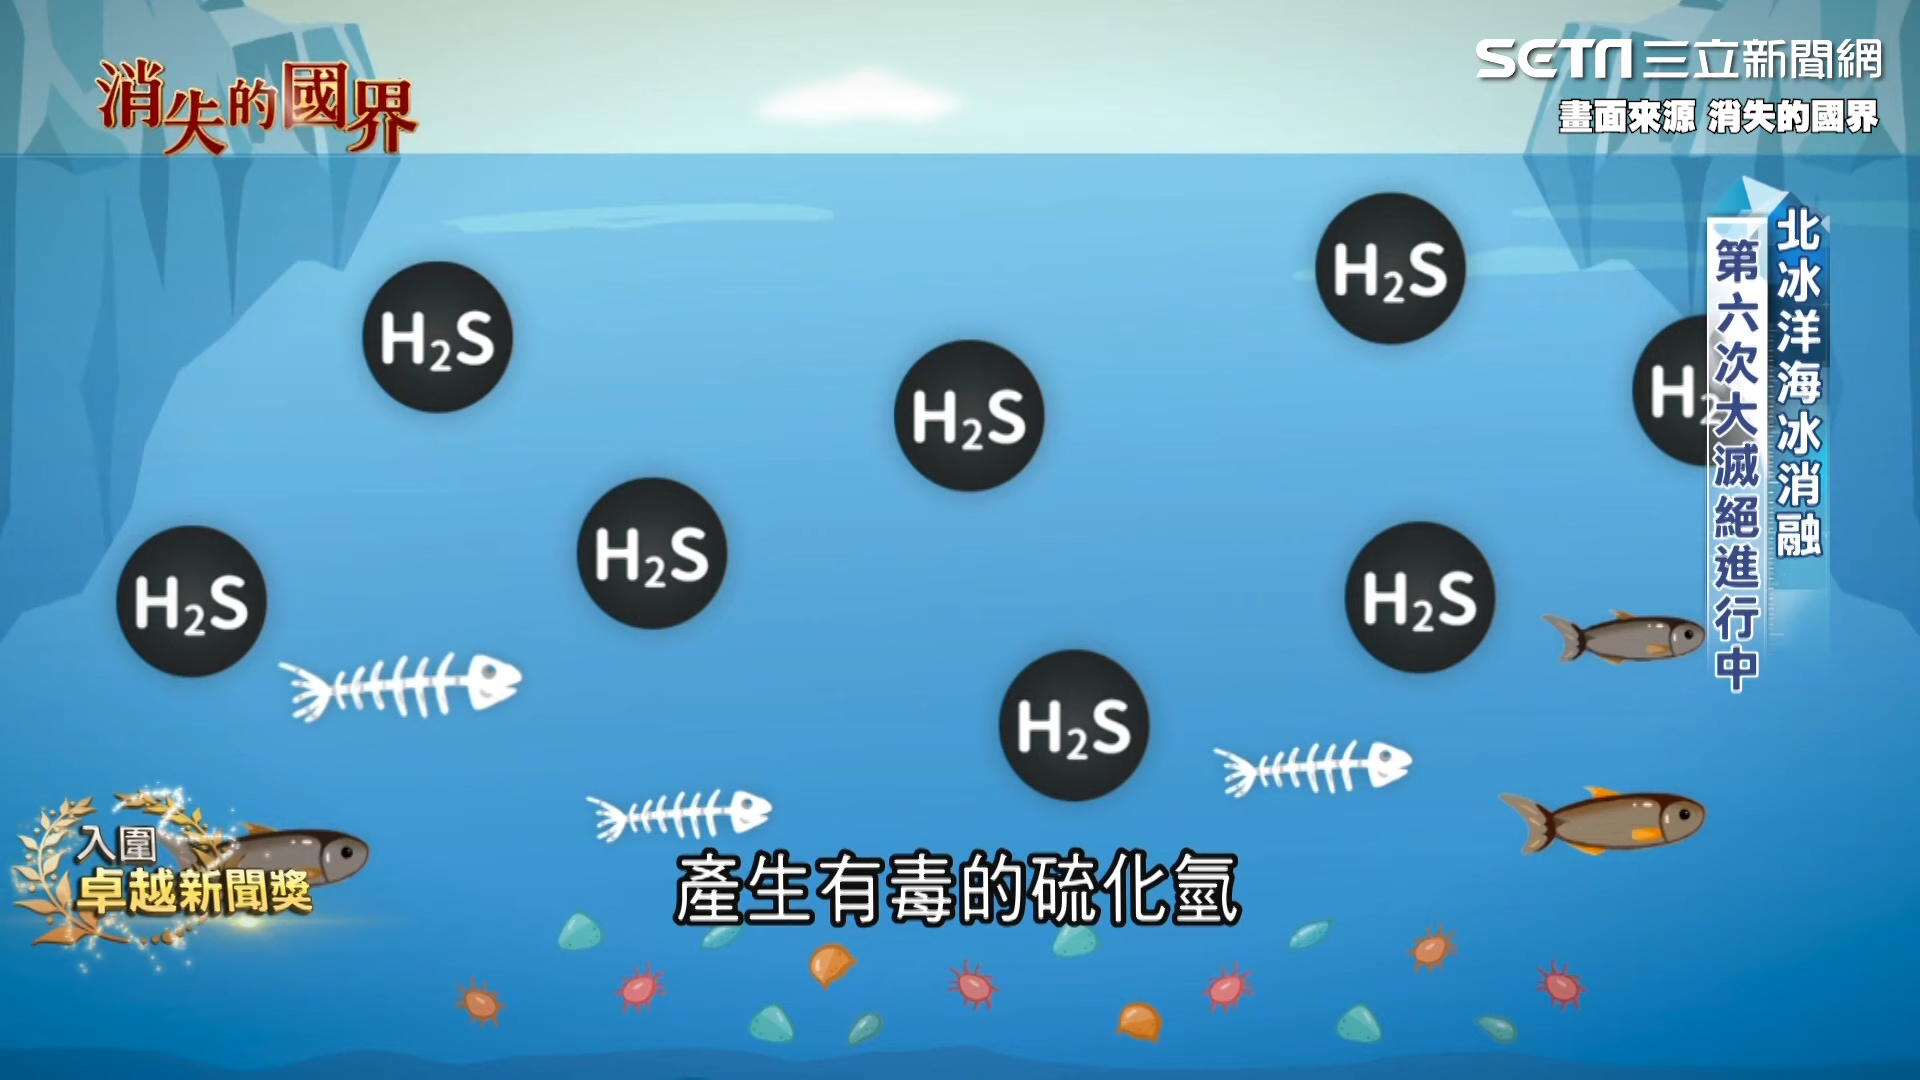 消失的國界
SETN三立新聞網
畫面來源 消失的國界
北冰洋海冰消融
第六次大滅絕進行中
H₂S
H₂S
H₂S
H₂
H₂S
H₂S
H₂S
H₂S
入圍
卓越新聞獎
產生有毒的硫化氫